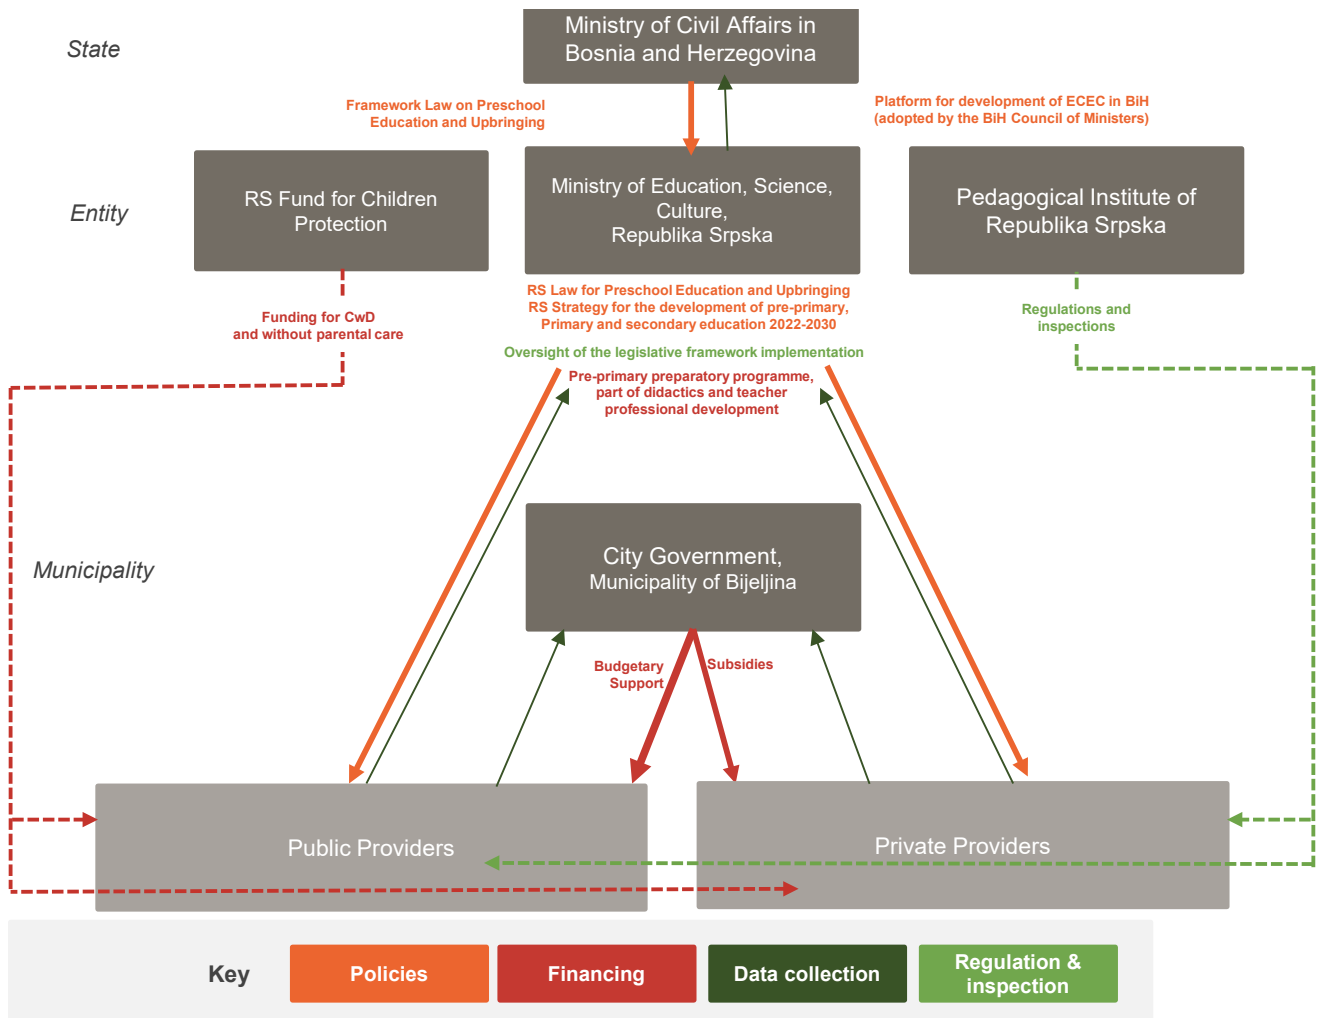 State
Ministry of Civil Affairs in
Bosnia and Herzegovina
Framework Law on Preschool
Education and Upbringing
Platform for development of ECEC in BiH
(adopted by the BiH Council of Ministers)
Entity
RS Fund for Children
Protection
Ministry of Education, Science,
Culture,
Republika Srpska
Pedagogical Institute of
Republika Srpska
Funding for CwD
and without parental care
RS Law for Preschool Education and Upbringing
RS Strategy for the development of pre-primary,
Primary and secondary education 2022-2030
Regulations and
inspections
Oversight of the legislative framework implementation
Pre-primary preparatory programme,
part of didactics and teacher
professional development
Municipality
City Government,
Municipality of Bijeljina
Budgetary
Support
Subsidies
Public Providers
Private Providers
Key
Policies
Financing
Data collection
Regulation &
inspection